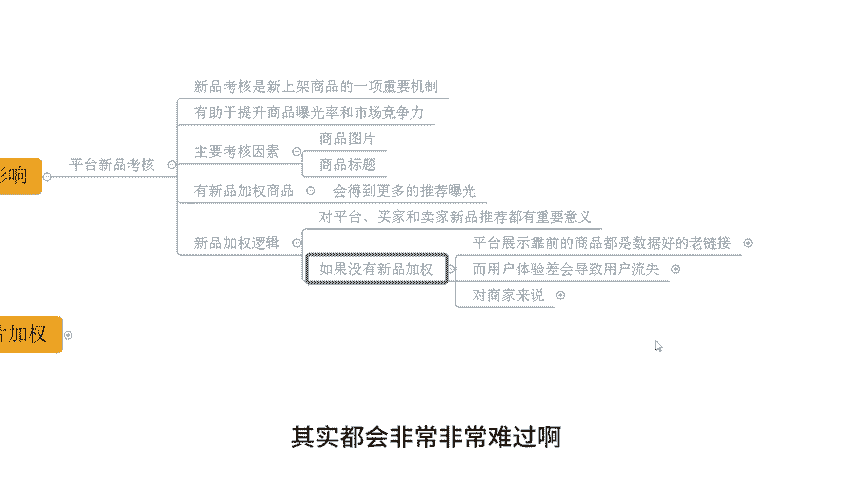 新品考核是新上架商品的一项重要机制
有助于提升商品曝光率和市场竞争力
商品图片
主要考核因素
平台新品考核
商品标题
影响
有新品加权商品
会得到更多的推荐曝光
对平台、买家和卖家新品推荐都有重要意义
新品加权逻辑
平台展示靠前的商品都是数据好的老链接
如果没有新品加权
而用户体验差会导致用户流失
对商家来说
加权
其实都会非常非常难过啊